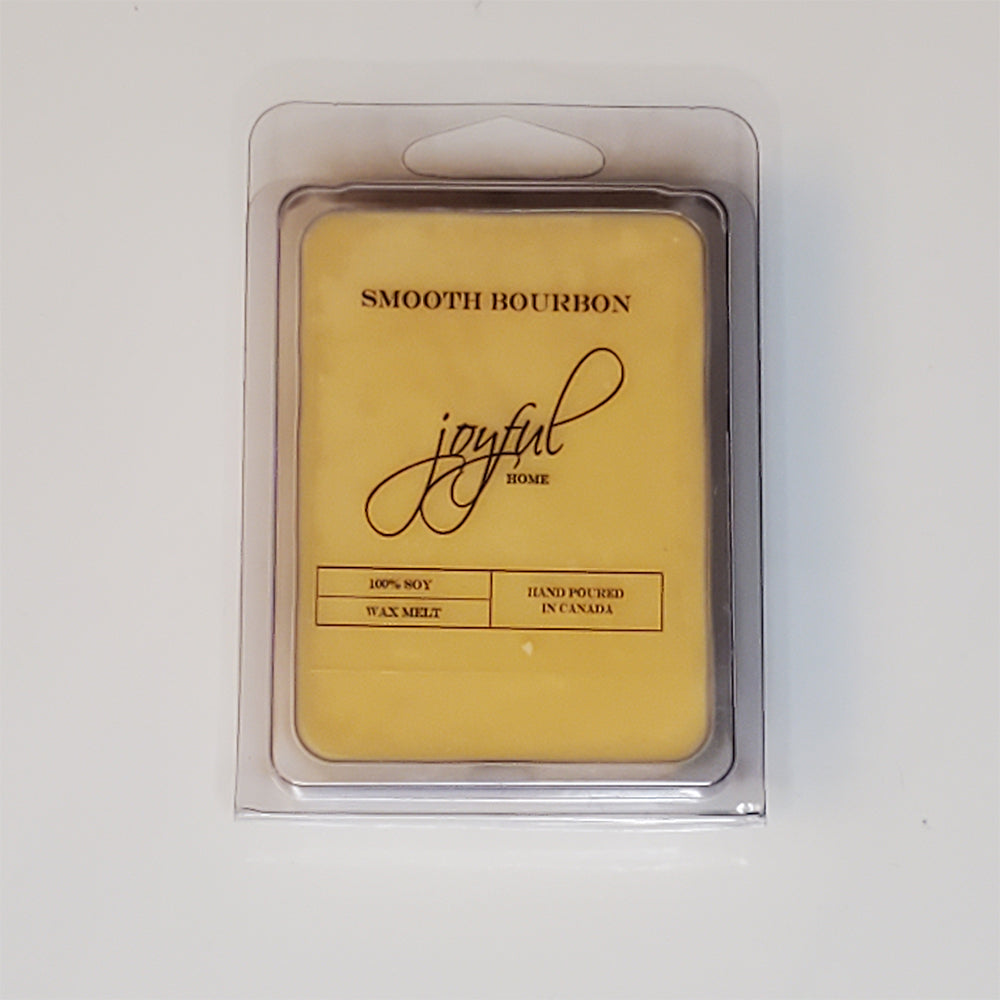 SMOOTH BOURBON
joyful
HOME
100% SOY
WAX MELT
HAND POURED
IN CANADA